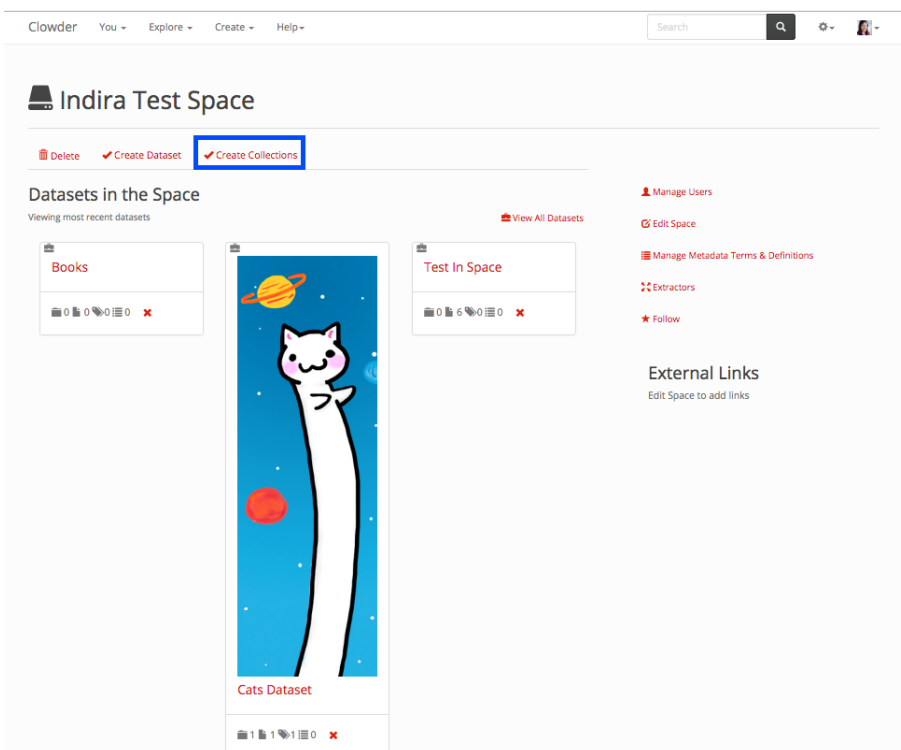 Clowder You Explore Create Help Search
Indira Test Space
Delete Create Dataset Create Collections
Datasets in the Space
Viewing most recent datasets
View All Datasets
Books
0 0 0 0
Cats Dataset
1 1 1 0
Test In Space
0 6 0 0
Manage Users
Edit Space
Manage Metadata Terms & Definitions
Extractors
Follow
External Links
Edit Space to add links